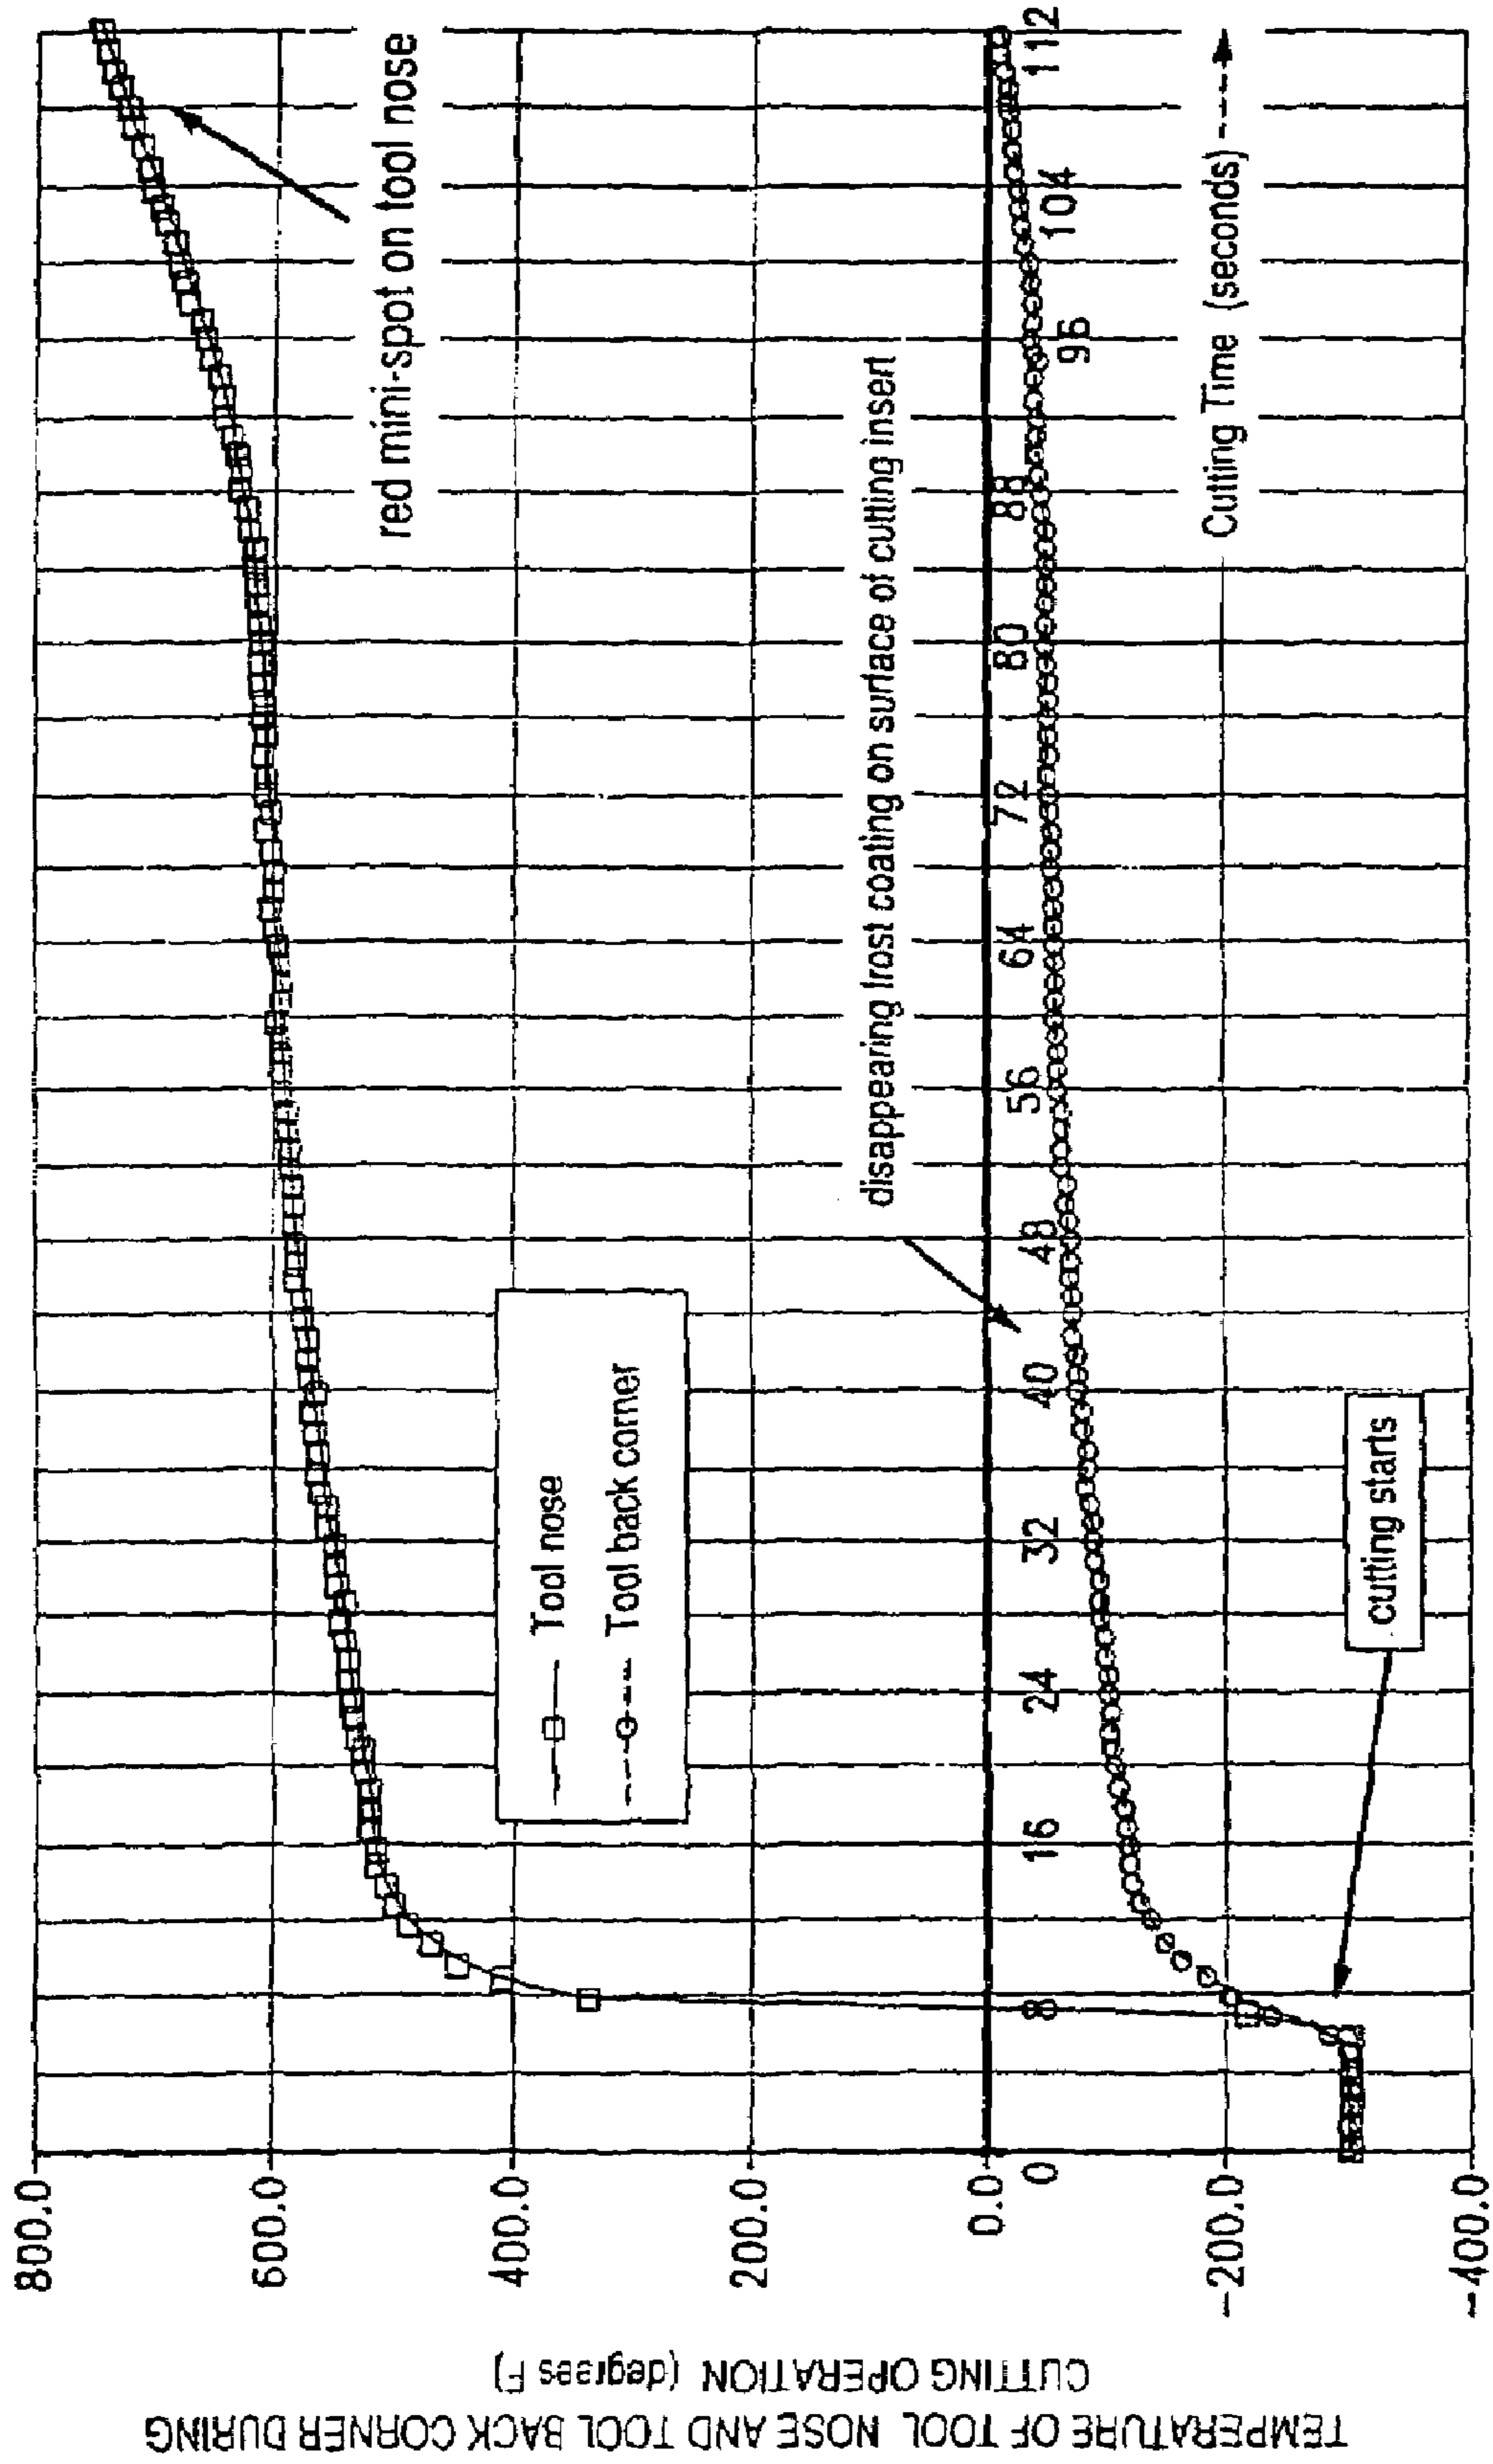 TEMPERATURE OF TOOL NOSE AND TOOL BACK CORNER DURING
CUTTING OPERATION (degrees F)
800.0
600.0
400.0
200.0
0.0
-200.0
-400.0
0
8
16
24
32
40
48
56
64
72
80
88
96
104
112
red mini-spot on tool nose
Tool nose
Tool back corner
disappearing frost coating on surface of cutting insert
cutting starts
Cutting Time (seconds)